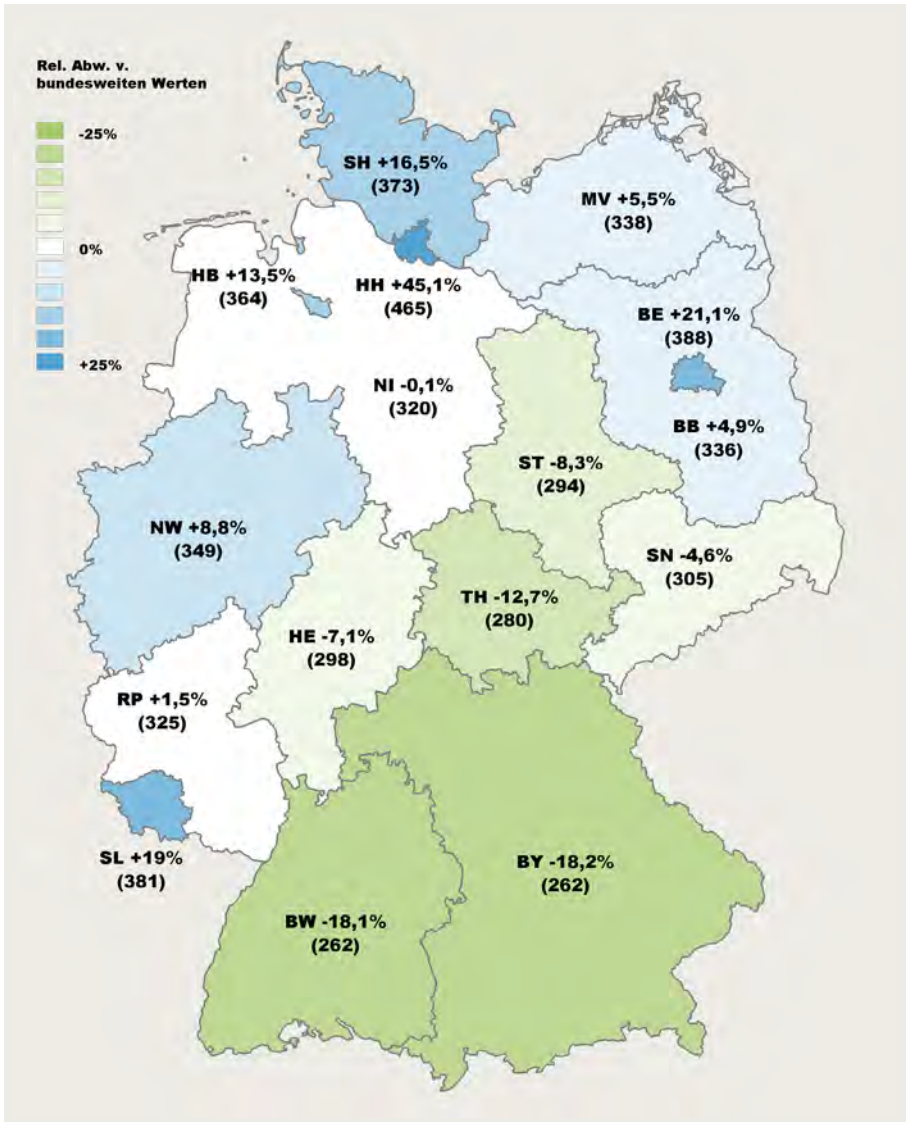 Rel. Abw. v.
bundesweiten Werten
-25%
0%
+25%
SH +16,5%
(373)
MV +5,5%
(338)
HB +13,5%
(364)
HH +45,1%
(465)
BE +21,1%
(388)
NI -0,1%
(320)
BB +4,9%
(336)
ST -8,3%
(294)
NW +8,8%
(349)
SN -4,6%
(305)
TH -12,7%
(280)
HE -7,1%
(298)
RP +1,5%
(325)
SL +19%
(381)
BY -18,2%
(262)
BW -18,1%
(262)